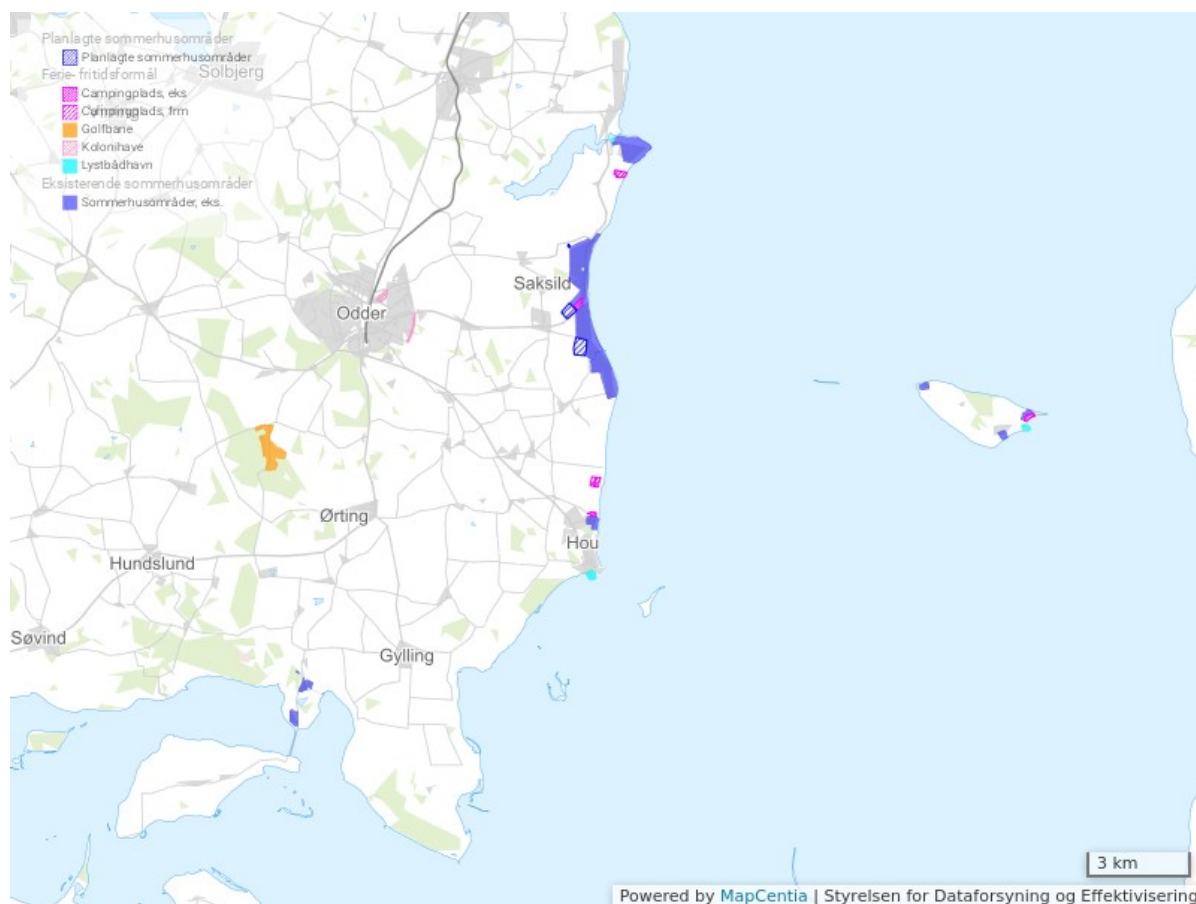 Planlagte sommerhusområder
Planlagte sommerhusområder
Solbjerg
Ferie- fritidsformål
Campingplads, eks
Campingplads, frm
Golfbane
Kolonihave
Lystbådhavn
Eksisterende sommerhusområder
Sommerhusområder, eks.
Saksild
Odder
Ørting
Hou
Hundslund
Søvind
Gylling
3 km
Powered by MapCentia | Styrelsen for Dataforsyning og Effektivisering